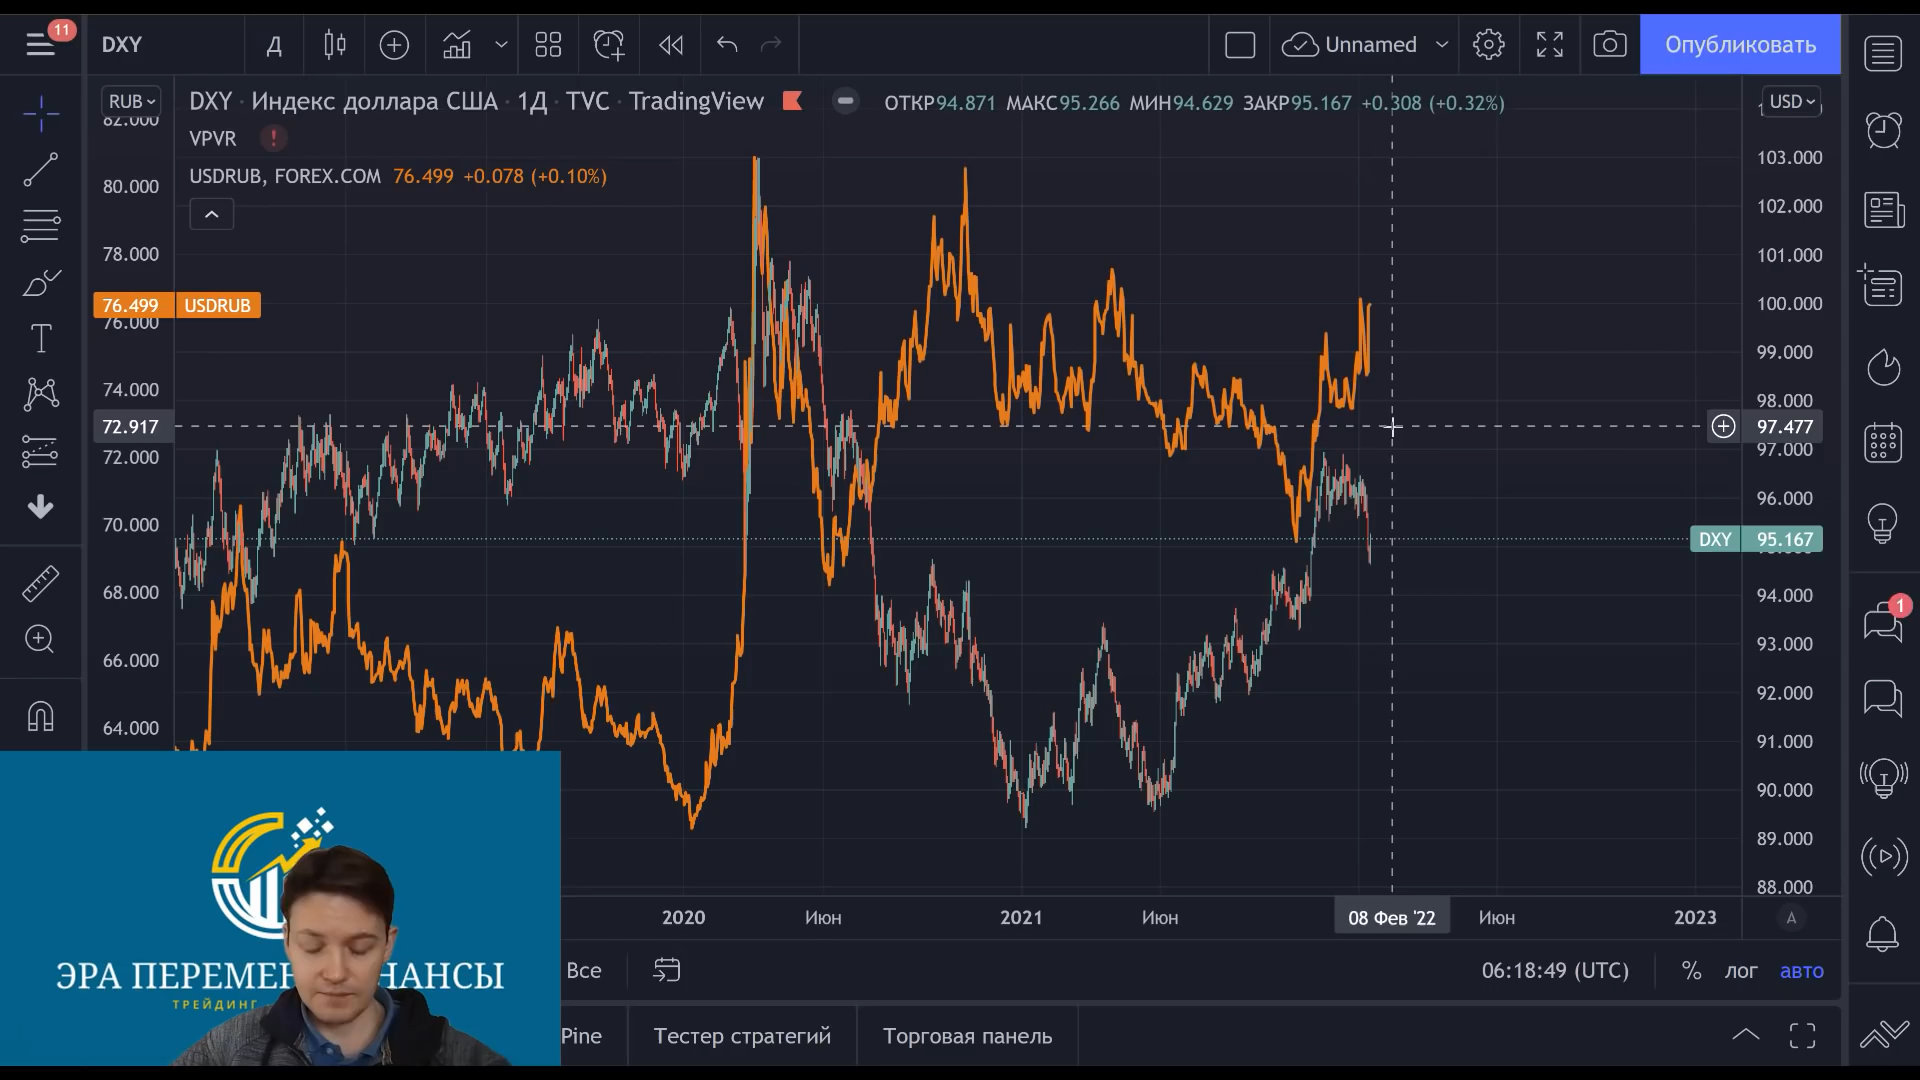 11
DXY
Д
Unnamed
Опубликовать
RUB
DXY · Индекс доллара США · 1Д · TVC · TradingView
ОТКР94.871 МАКС95.266 МИН94.629 ЗАКР95.167 +0.308 (+0.32%)
USD
VPVR
!
USDRUB, FOREX.COM 76.499 +0.078 (+0.10%)
82.000
80.000
78.000
76.499 USDRUB
76.000
74.000
72.917
72.000
70.000
68.000
66.000
64.000
103.000
102.000
101.000
100.000
99.000
98.000
97.477
97.000
96.000
DXY 95.167
94.000
93.000
92.000
91.000
90.000
89.000
88.000
1
2020
Июн
2021
Июн
08 Фев '22
Июн
2023
A
Все
06:18:49 (UTC)
%
лог
авто
Pine
Тестер стратегий
Торговая панель
ЭРА ПЕРЕМЕН
НАНСЫ
ТРЕЙДИНГ